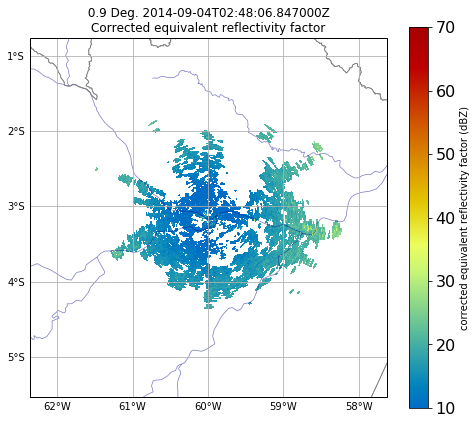 0.9 Deg. 2014-09-04T02:48:06.847000Z
Corrected equivalent reflectivity factor
1°S
2°S
3°S
4°S
5°S
62°W 61°W 60°W 59°W 58°W
70
60
50
40
30
20
10
corrected equivalent reflectivity factor (dBZ)